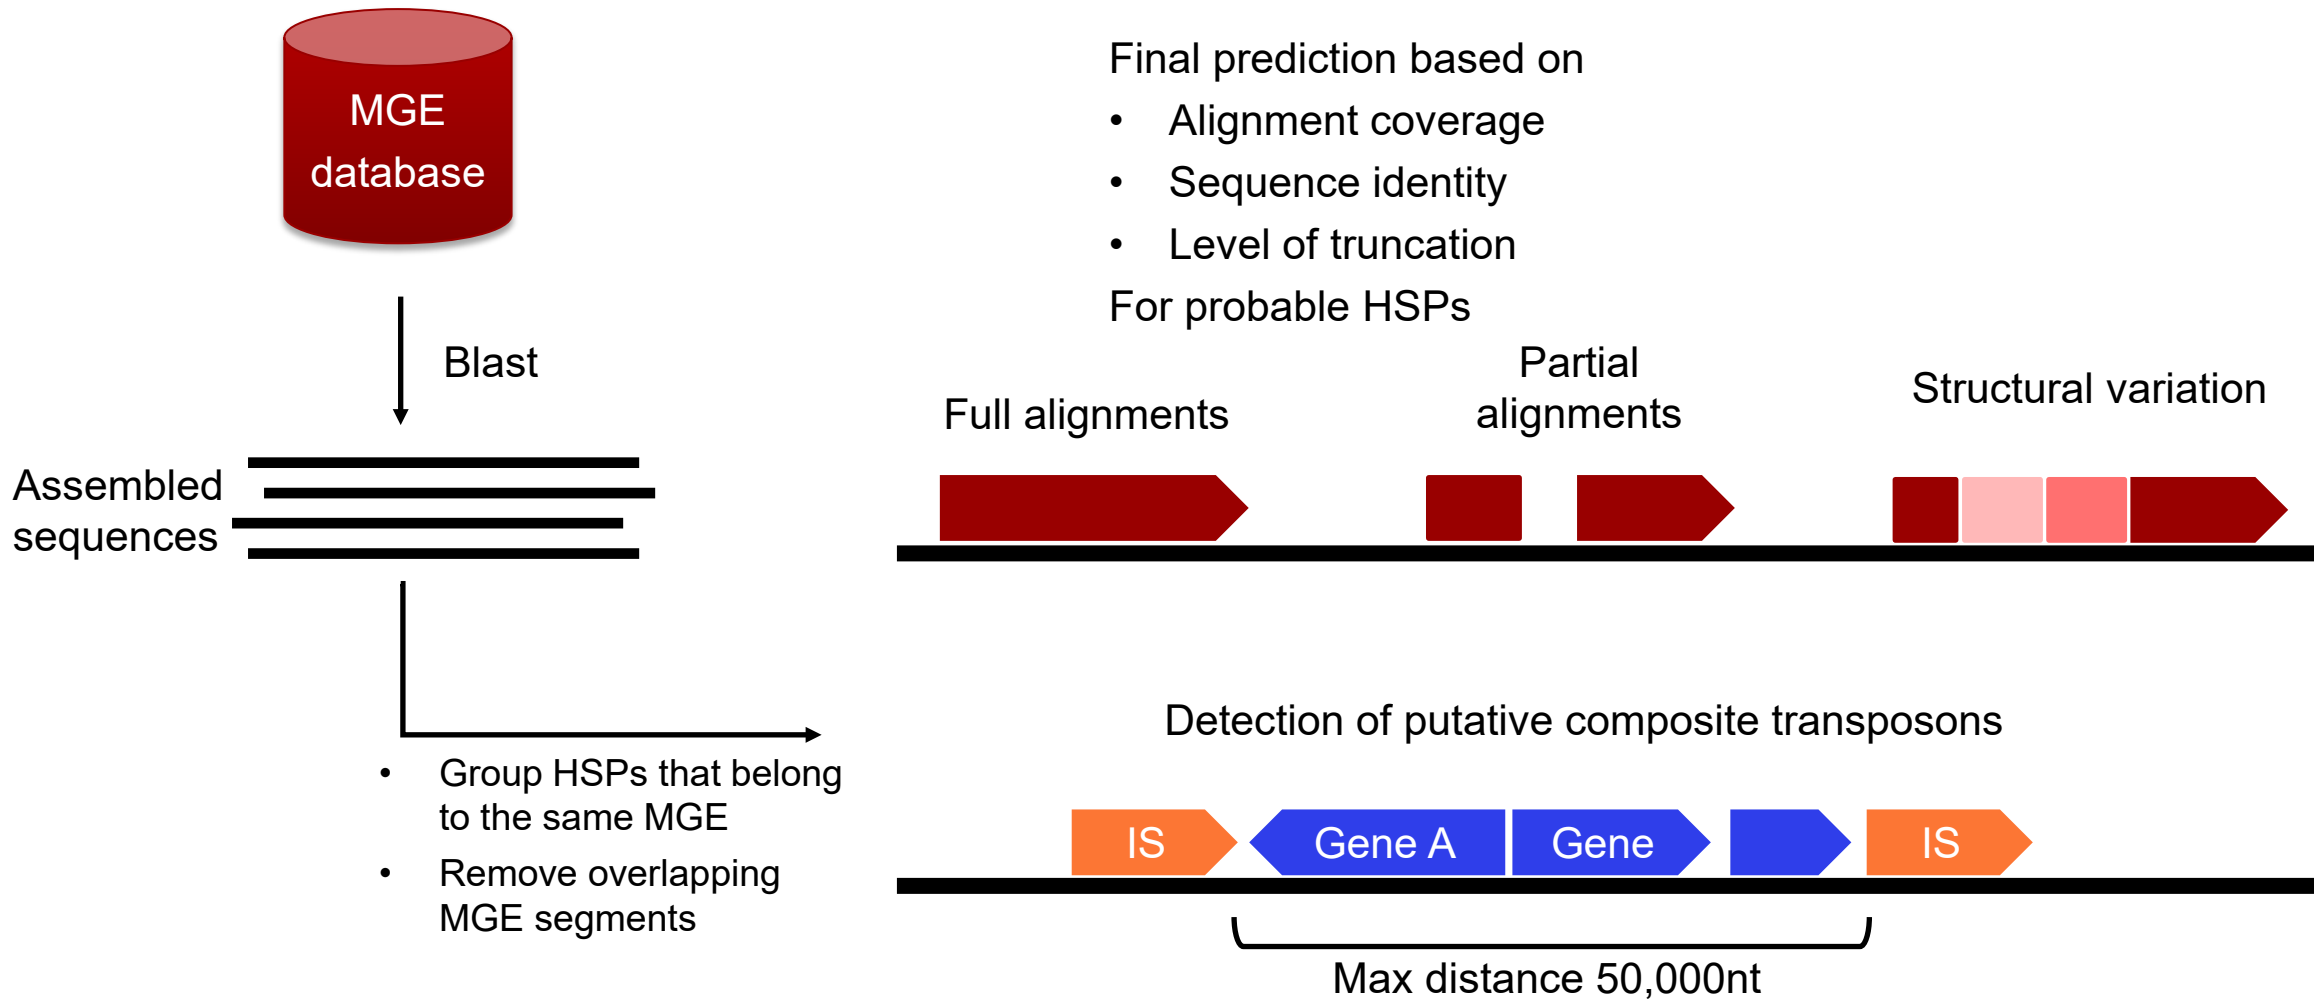 MGE
database
Blast
Assembled
sequences
• Group HSPs that belong
to the same MGE
• Remove overlapping
MGE segments
Final prediction based on
• Alignment coverage
• Sequence identity
• Level of truncation
For probable HSPs
Full alignments
Partial
alignments
Structural variation
Detection of putative composite transposons
IS
Gene A
Gene
IS
Max distance 50,000nt